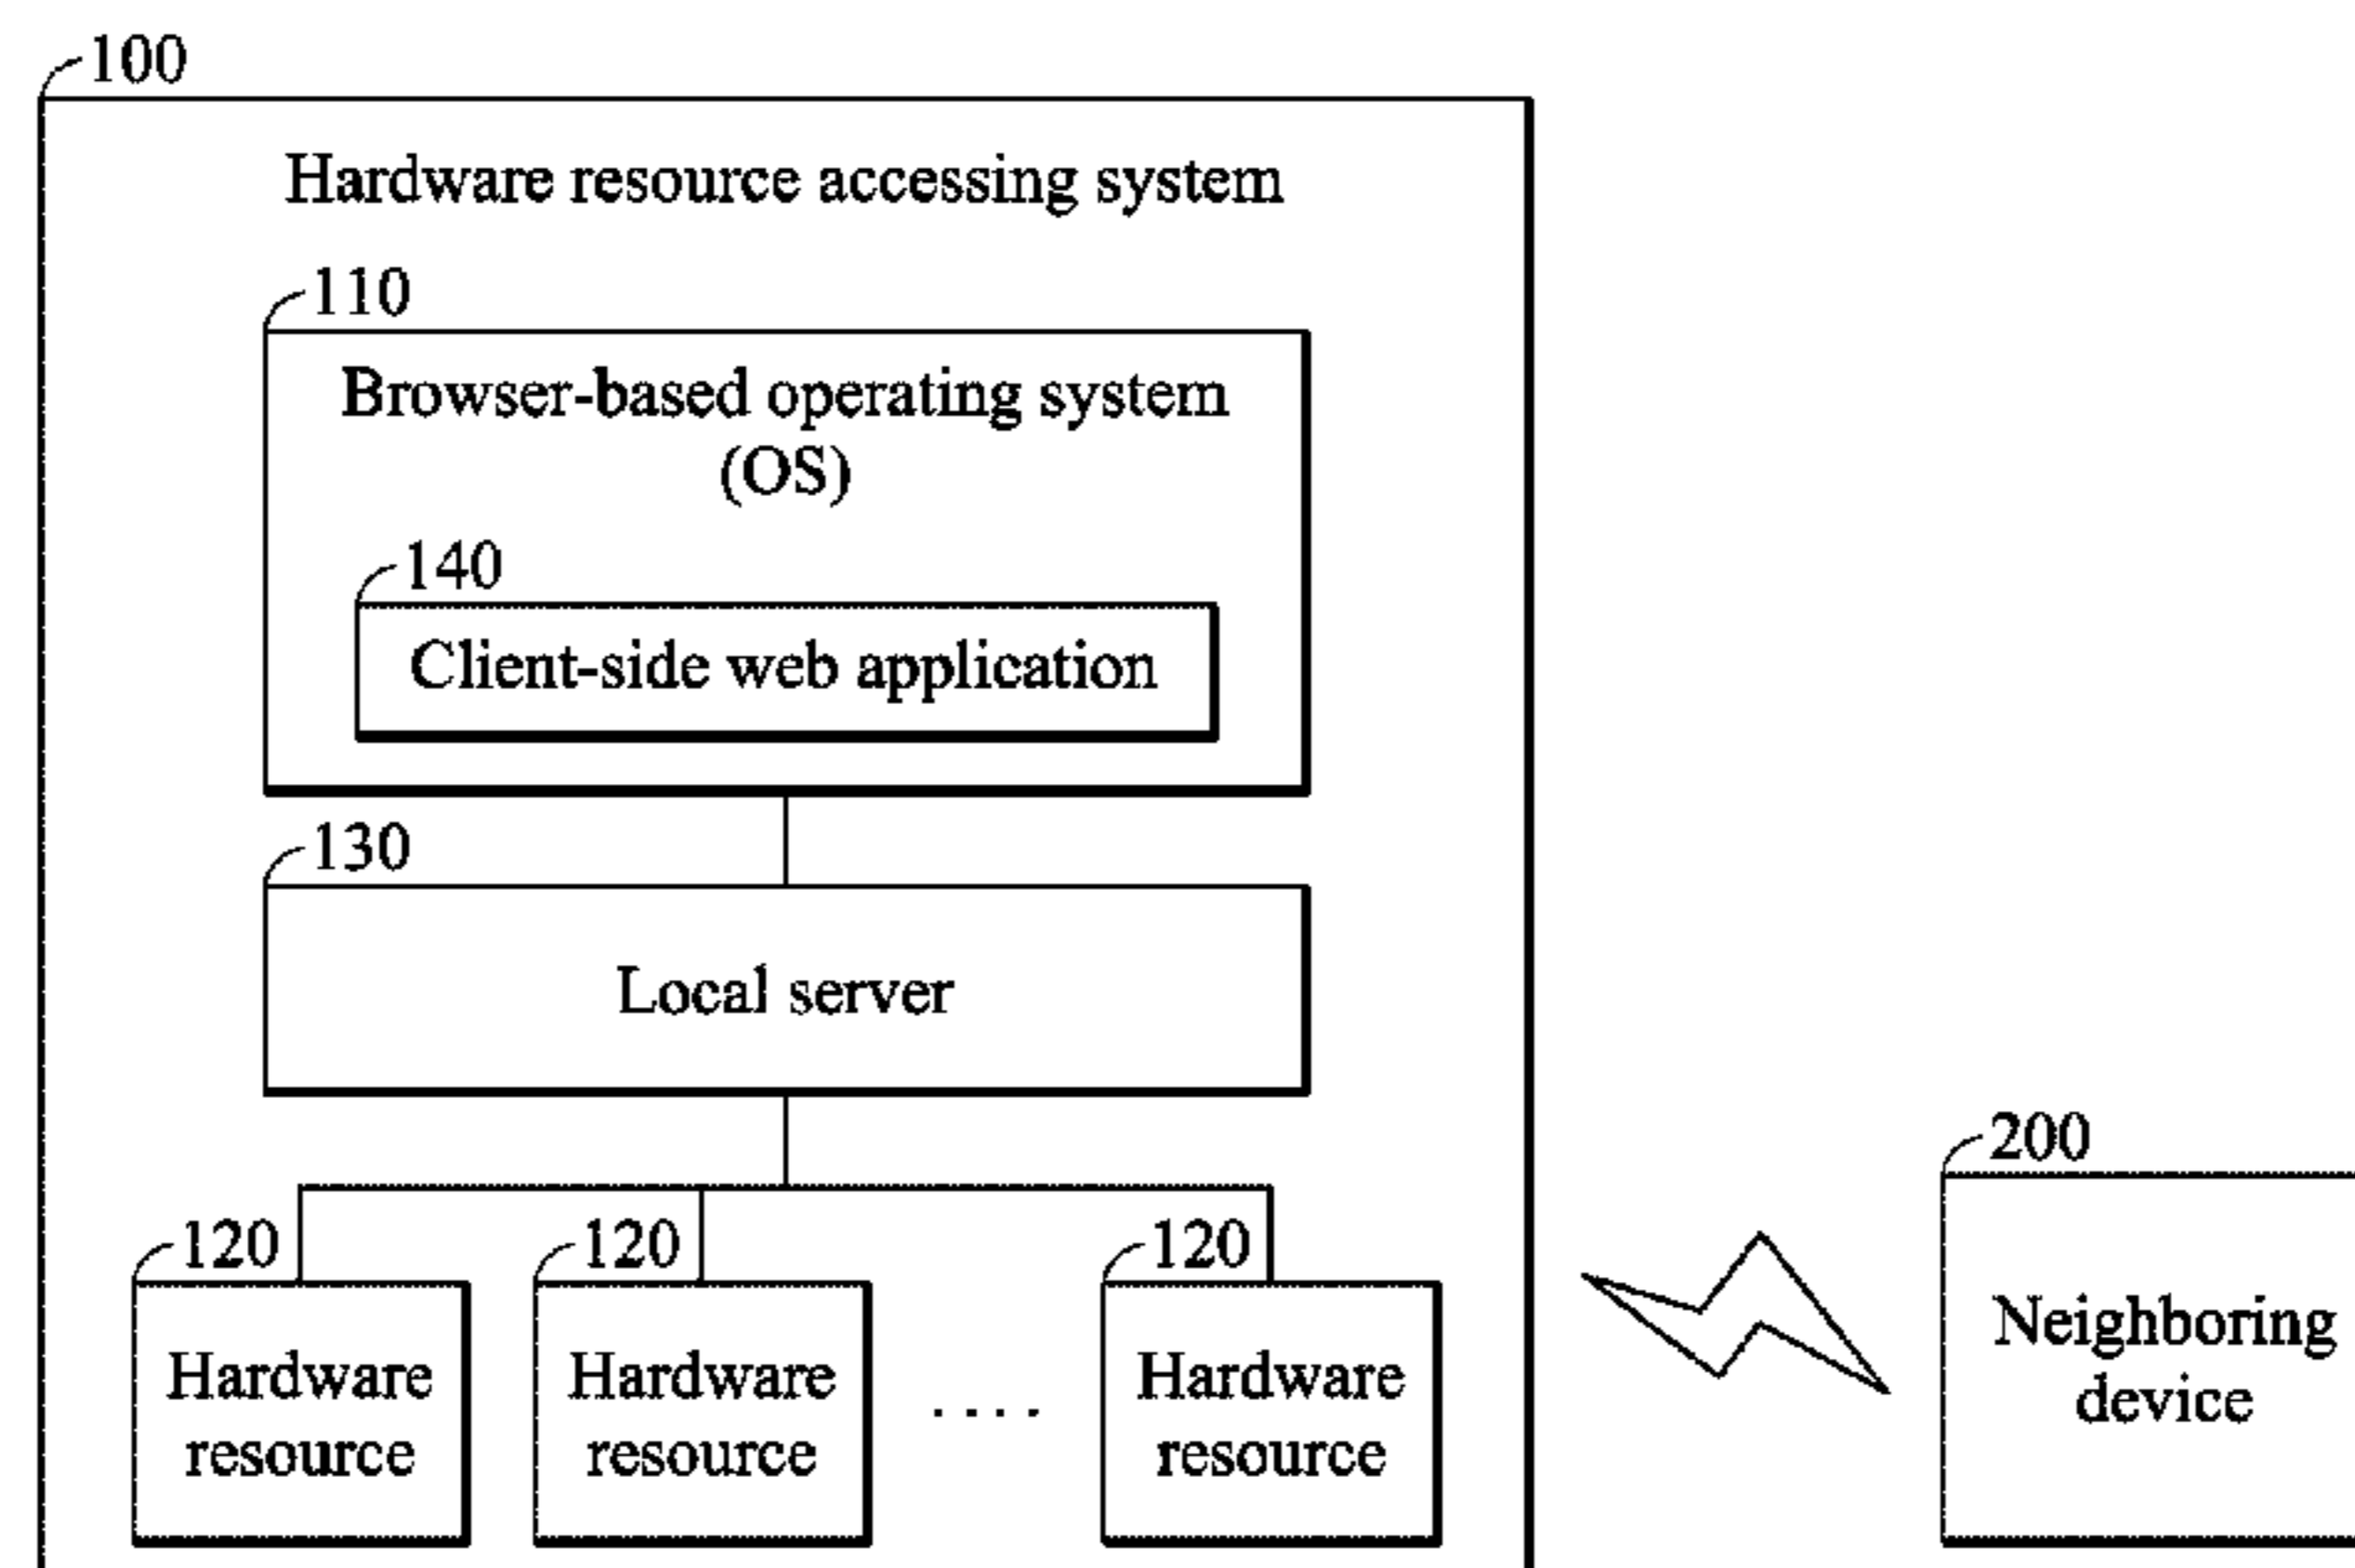 100
Hardware resource accessing system
110
Browser-based operating system
(OS)
140
Client-side web application
130
Local server
120
120
120
200
Hardware
resource
Hardware
resource
....
Hardware
resource
Neighboring
device